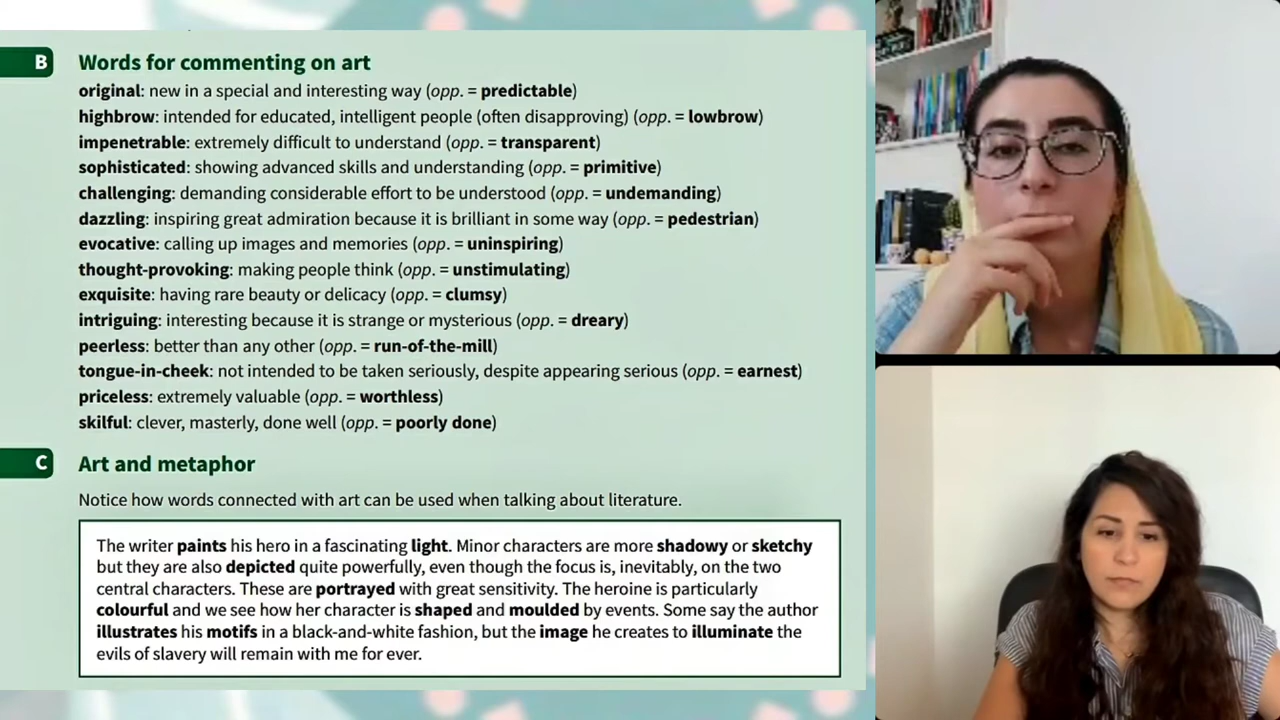 B
Words for commenting on art
original: new in a special and interesting way (opp. = predictable)
highbrow: intended for educated, intelligent people (often disapproving) (opp. = lowbrow)
impenetrable: extremely difficult to understand (opp. = transparent)
sophisticated: showing advanced skills and understanding (opp. = primitive)
challenging: demanding considerable effort to be understood (opp. = undemanding)
dazzling: inspiring great admiration because it is brilliant in some way (opp. = pedestrian)
evocative: calling up images and memories (opp. = uninspiring)
thought-provoking: making people think (opp. = unstimulating)
exquisite: having rare beauty or delicacy (opp. = clumsy)
intriguing: interesting because it is strange or mysterious (opp. = dreary)
peerless: better than any other (opp. = run-of-the-mill)
tongue-in-cheek: not intended to be taken seriously, despite appearing serious (opp. = earnest)
priceless: extremely valuable (opp. = worthless)
skilful: clever, masterly, done well (opp. = poorly done)
C
Art and metaphor
Notice how words connected with art can be used when talking about literature.
The writer paints his hero in a fascinating light. Minor characters are more shadowy or sketchy
but they are also depicted quite powerfully, even though the focus is, inevitably, on the two
central characters. These are portrayed with great sensitivity. The heroine is particularly
colourful and we see how her character is shaped and moulded by events. Some say the author
illustrates his motifs in a black-and-white fashion, but the image he creates to illuminate the
evils of slavery will remain with me for ever.